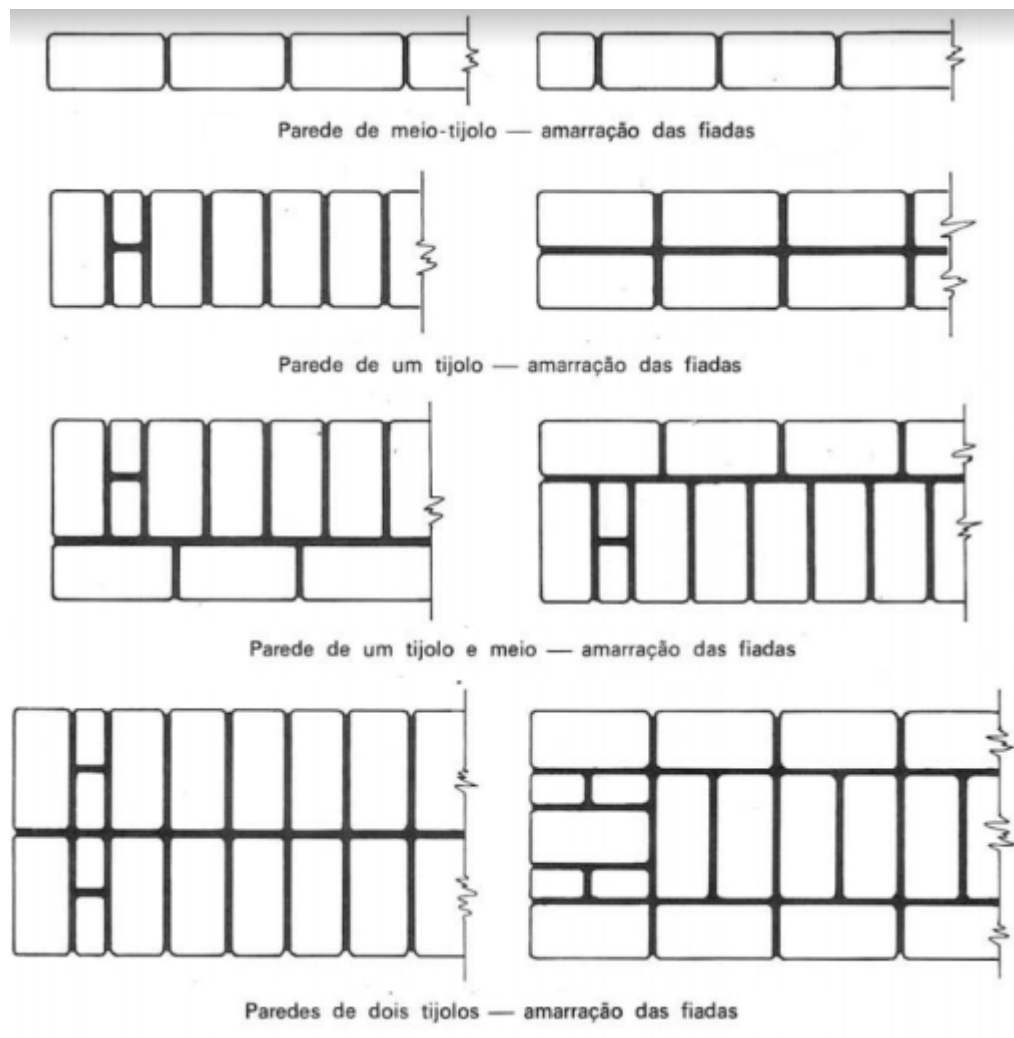 Parede de meio-tijolo — amarração das fiadas
Parede de um tijolo — amarração das fiadas
Parede de um tijolo e meio — amarração das fiadas
Paredes de dois tijolos — amarração das fiadas